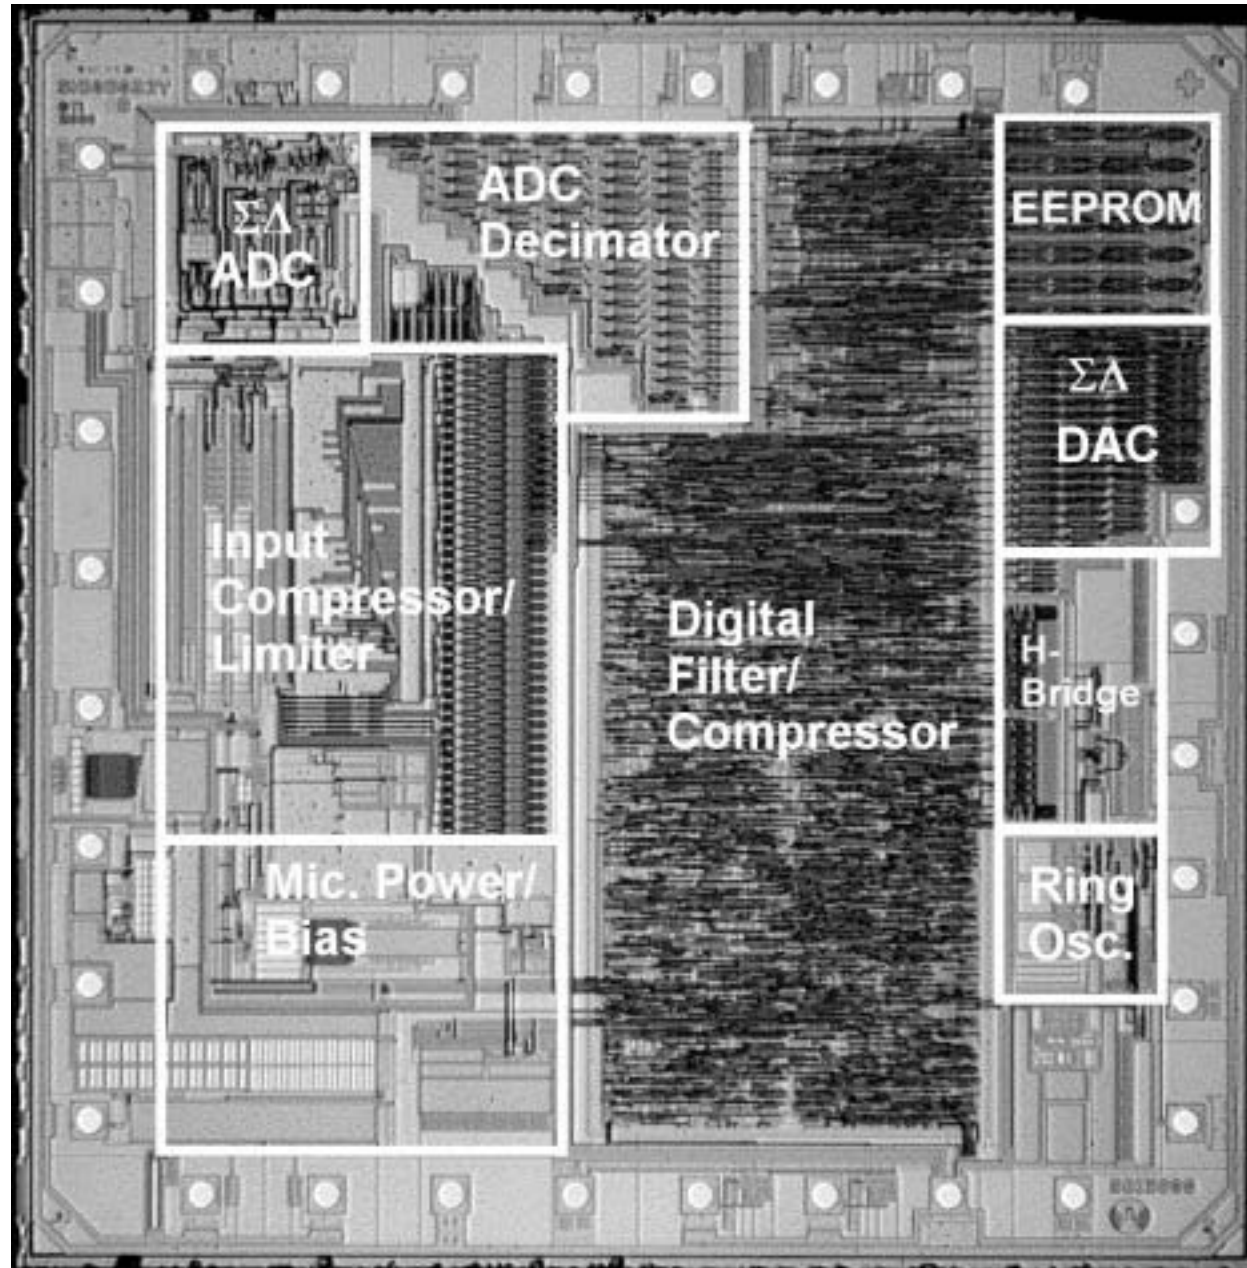 ΣΔ
ADC
ADC
Decimator
EEPROM
ΣΔ
DAC
Input
Compressor/
Limiter
Digital
Filter/
Compressor
H-
Bridge
Mic. Power/
Bias
Ring
Osc.